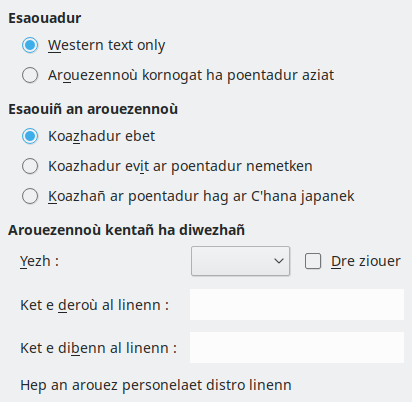 Esaouadur
Western text only
Arouezennoù kornogat ha poentadur aziat
Esaouiñ an arouezennoù
Koazhadur ebet
Koazhadur evit ar poentadur nemetken
Koazhañ ar poentadur hag ar C'hana japanek
Arouezennoù kentañ ha diwezhañ
Yezh : Dre ziouer
Ket e deroù al linenn :
Ket e dibenn al linenn :
Hep an arouez personelaet distro linenn